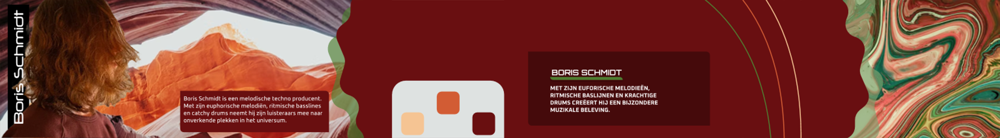 Boris Schmidt
Boris Schmidt is een melodische techno producent.
Met zijn euphorische melodiën, ritmische basslines
en catchy drums neemt hij zijn luisteraars mee naar
onverkende plekken in het universum.
BORIS SCHMIDT
MET ZIJN EUFORISCHE MELODIEËN,
RITMISCHE BASLIJNEN EN KRACHTIGE
DRUMS CREËERT HIJ EEN BIJZONDERE
MUZIKALE BELEVING.